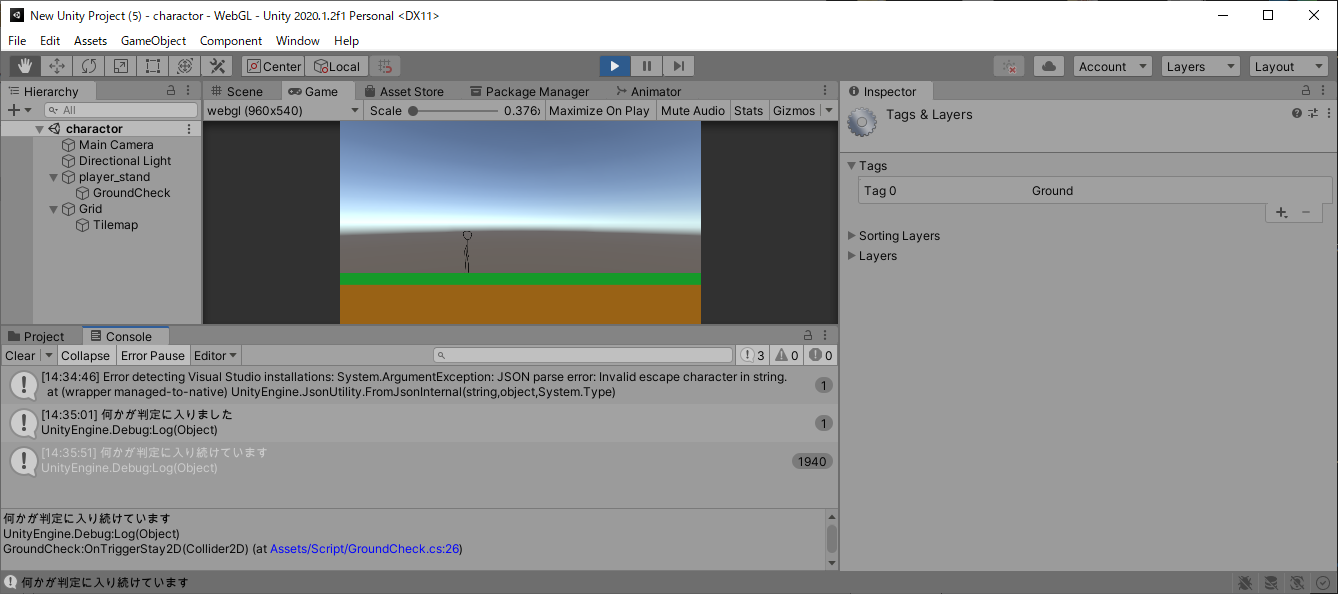 New Unity Project (5) - charactor - WebGL - Unity 2020.1.2f1 Personal <DX11>
File Edit Assets GameObject Component Window Help
Center Local Account Layers Layout
Hierarchy
All
charactor
Main Camera
Directional Light
player_stand
GroundCheck
Grid
Tilemap
Scene Game Asset Store Package Manager Animator
webgl (960x540) Scale 0.376x Maximize On Play Mute Audio Stats Gizmos
Inspector
Tags & Layers
Tags
Tag 0 Ground
Sorting Layers
Layers
Project Console
Clear Collapse Error Pause Editor 3 0 0
[14:34:46] Error detecting Visual Studio installations: System.ArgumentException: JSON parse error: Invalid escape character in string.
at (wrapper managed-to-native) UnityEngine.JsonUtility.FromJsonInternal(string,object,System.Type)
1
[14:35:01] 何かが判定に入りました
UnityEngine.Debug:Log(Object)
1
[14:35:51] 何かが判定に入り続けています
UnityEngine.Debug:Log(Object)
1940
何かが判定に入り続けています
UnityEngine.Debug:Log(Object)
GroundCheck:OnTriggerStay2D(Collider2D) (at Assets/Script/GroundCheck.cs:26)
何かが判定に入り続けています